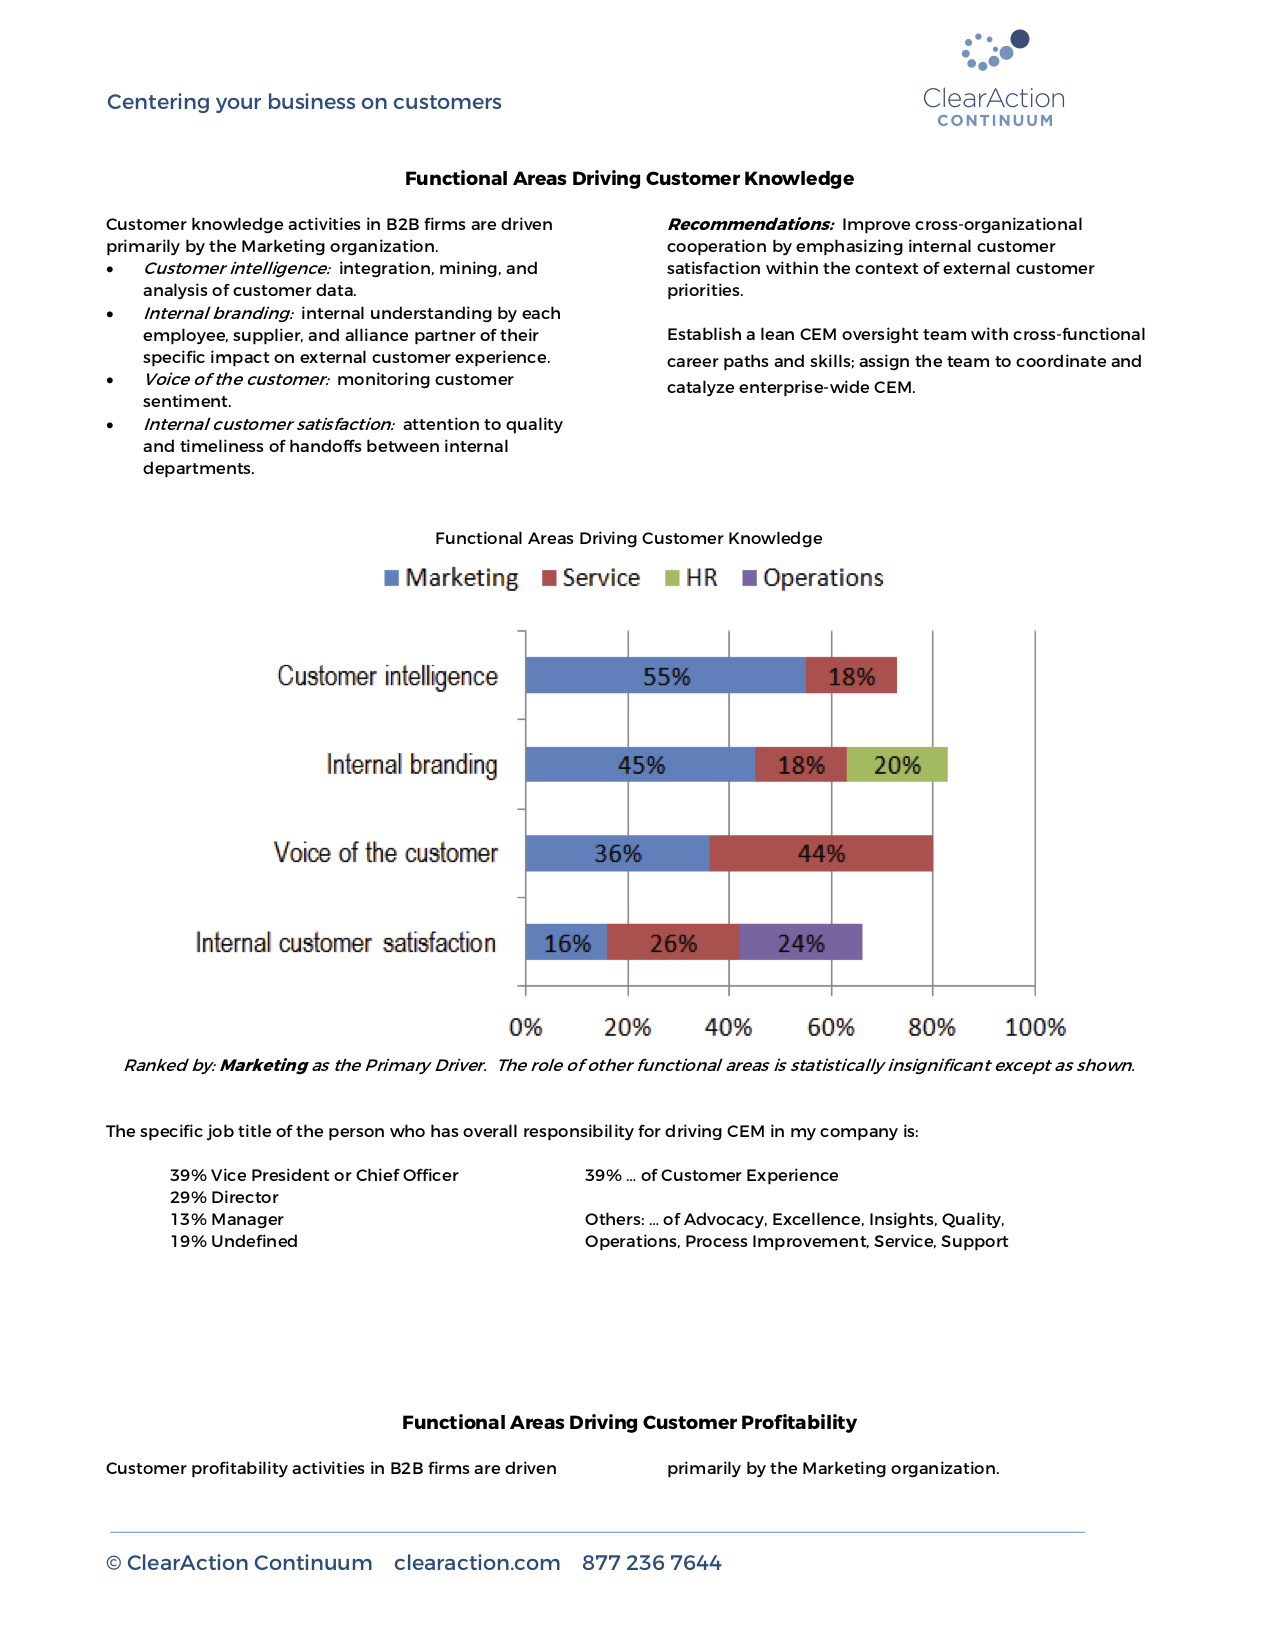 Centering your business on customers
ClearAction
CONTINUUM
Functional Areas Driving Customer Knowledge
Customer knowledge activities in B2B firms are driven
primarily by the Marketing organization.
• Customer intelligence: integration, mining, and
analysis of customer data.
• Internal branding: internal understanding by each
employee, supplier, and alliance partner of their
specific impact on external customer experience.
• Voice of the customer: monitoring customer
sentiment.
• Internal customer satisfaction: attention to quality
and timeliness of handoffs between internal
departments.
Recommendations: Improve cross-organizational
cooperation by emphasizing internal customer
satisfaction within the context of external customer
priorities.
Establish a lean CEM oversight team with cross-functional
career paths and skills; assign the team to coordinate and
catalyze enterprise-wide CEM.
Functional Areas Driving Customer Knowledge
Marketing Service HR Operations
Customer intelligence 55% 18%
Internal branding 45% 18% 20%
Voice of the customer 36% 44%
Internal customer satisfaction 16% 26% 24%
0% 20% 40% 60% 80% 100%
Ranked by: Marketing as the Primary Driver. The role of other functional areas is statistically insignificant except as shown.
The specific job title of the person who has overall responsibility for driving CEM in my company is:
39% Vice President or Chief Officer
29% Director
13% Manager
19% Undefined
39% … of Customer Experience
Others: … of Advocacy, Excellence, Insights, Quality,
Operations, Process Improvement, Service, Support
Functional Areas Driving Customer Profitability
Customer profitability activities in B2B firms are driven
primarily by the Marketing organization.
© ClearAction Continuum clearaction.com 877 236 7644